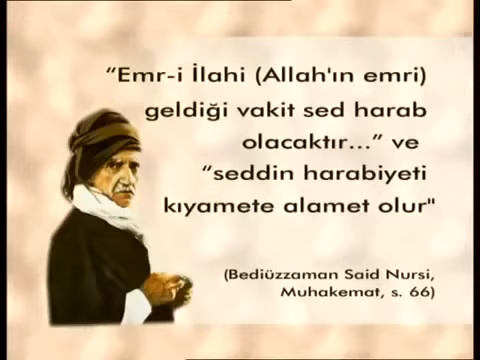 “Emr-i İlahi (Allah'ın emri)
geldiği vakit sed harab
olacaktır...” ve
“seddin harabiyeti
kıyamete alamet olur"
(Bediüzzaman Said Nursi,
Muhakemat, s. 66)